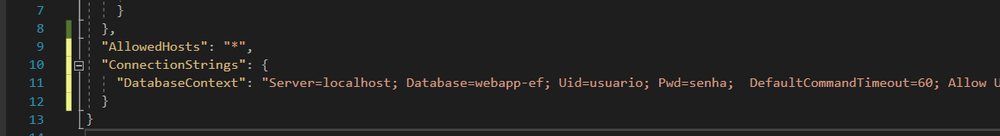 7 }
8 },
9 "AllowedHosts": "*",
10 "ConnectionStrings": {
11 "DatabaseContext": "Server=localhost; Database=webapp-ef; Uid=usuario; Pwd=senha;  DefaultCommandTimeout=60; Allow U
12 }
13 }